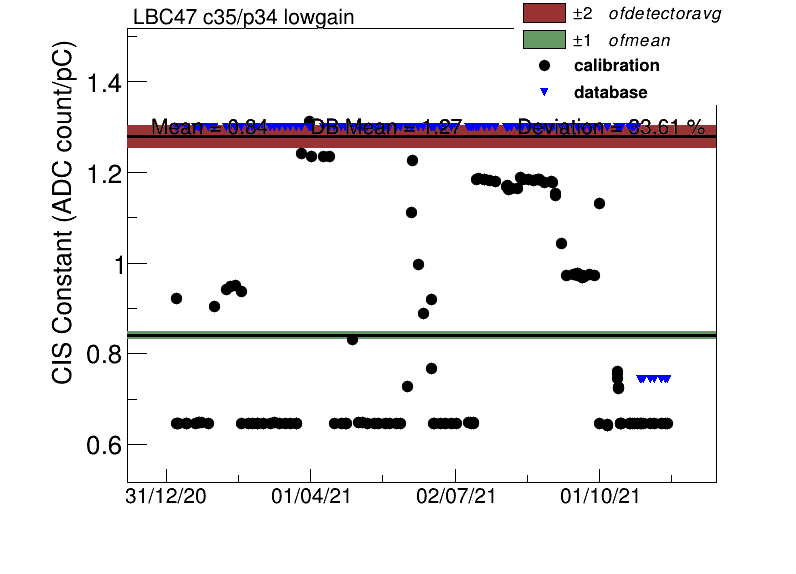 LBC47 c35/p34 lowgain
±2 ofdetectoravg
±1 ofmean
calibration
database
Mean = 0.84 DB Mean = 1.27 Deviation = 33.61 %
CIS Constant (ADC count/pC)
1.4
1.2
1
0.8
0.6
31/12/20 01/04/21 02/07/21 01/10/21